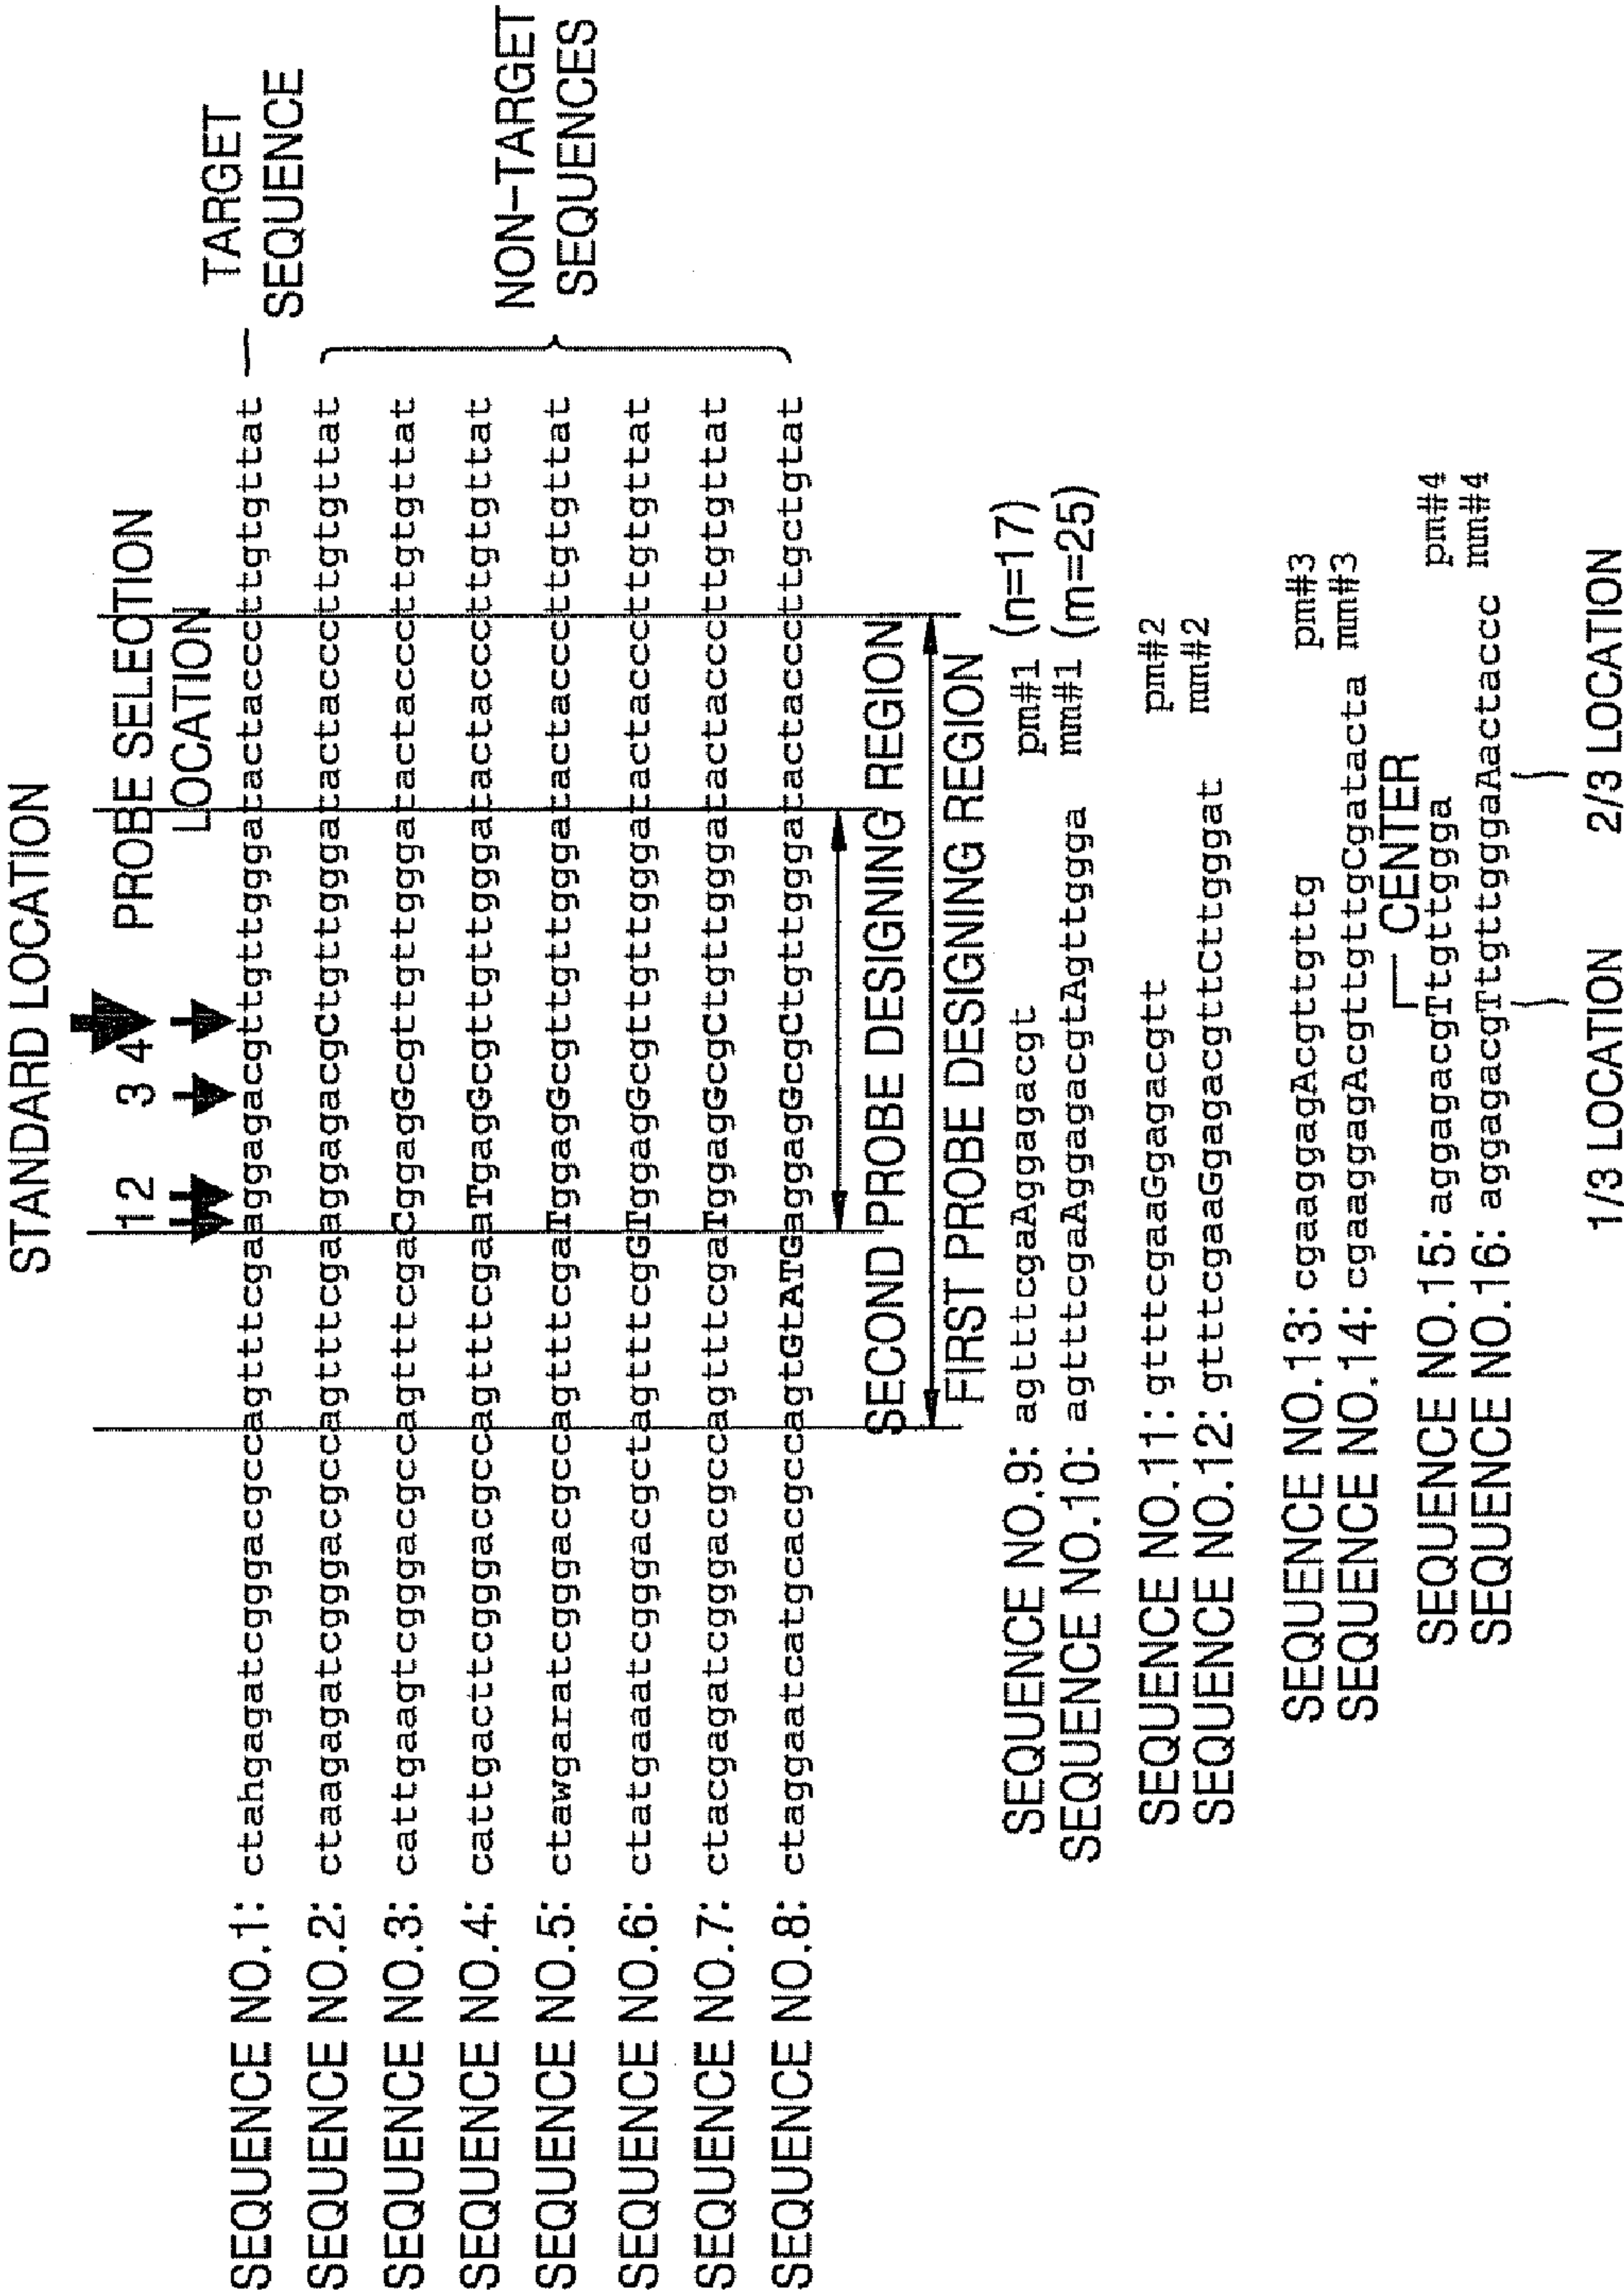 STANDARD LOCATION
1 2 3 4 PROBE SELECTION
LOCATION
SEQUENCE NO.1: ctahgagatcgggacgccagtttcgaaggagacgttgttgggatactacccttgtgttat
TARGET
SEQUENCE
SEQUENCE NO.2: ctaagagatcgggacgccagtttcgaaggagacgCtgttgggatactacccttgtgttat
SEQUENCE NO.3: cattgaagtcgggacgccagtttcgaCggagGcgttgttgggatactacccttgtgttat
SEQUENCE NO.4: cattgacttcgggacgccagtttcgaaTgagGcgttgttgggatactacccttgtgttat
SEQUENCE NO.5: ctawgaratcgggacgccagtttcgaTggagGcgttgttgggatactacccttgtgttat
SEQUENCE NO.6: ctatgaaatcgggacgctagtttcgGTggagGcgttgttgggatactacccttgtgttat
SEQUENCE NO.7: ctacgagatcgggacgccagtttcgaTggagGcgCtgttgggatactacccttgtgttat
SEQUENCE NO.8: ctaggaatcatgcacgccagtGtATGaggagGcgCtgttgggatactacccttgctgtat
NON-TARGET
SEQUENCES
SECOND PROBE DESIGNING REGION
FIRST PROBE DESIGNING REGION
SEQUENCE NO.9: agtttcgaAggagacgt pm#1 (n=17)
SEQUENCE NO.10: agtttcgaAggagacgtAgttggga mm#1 (m=25)
SEQUENCE NO.11: gtttcgaaGgagacgtt pm#2
SEQUENCE NO.12: gtttcgaaGgagacgttCttgggat mm#2
SEQUENCE NO.13: cgaaggagAcgttgttg pm#3
SEQUENCE NO.14: cgaaggagAcgttgttgCgatacta mm#3
CENTER
SEQUENCE NO.15: aggagacgTtgttggga pm#4
SEQUENCE NO.16: aggagacgTtgttgggaAactaccc mm#4
1/3 LOCATION 2/3 LOCATION